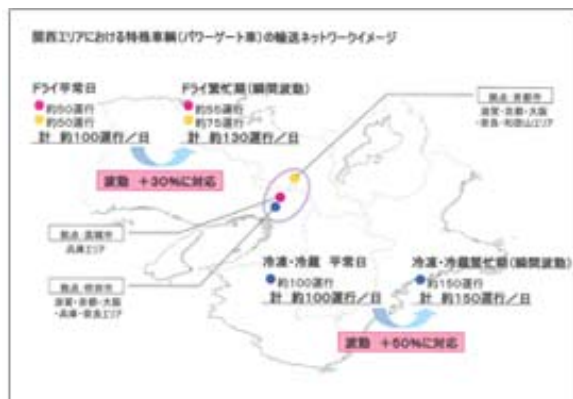 関西エリアにおける特殊車輌(パワーゲート車)の輸送ネットワークイメージ
ドライ平常日
約50運行
約50運行
計 約100運行/日
ドライ繁忙期(瞬間波動)
約55運行
約75運行
計 約130運行/日
波動 +30%に対応
拠点:京都市
滋賀・京都・大阪
・奈良・和歌山エリア
拠点:高槻市
兵庫エリア
拠点:
滋賀・京都・大阪
・兵庫・奈良エリア
冷凍・冷蔵 平常日
約100運行
計 約100運行/日
冷凍・冷蔵繁忙期(瞬間波動)
約150運行
計 約150運行/日
波動 +50%に対応